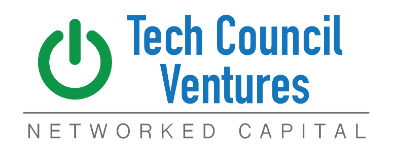 Tech Council
Ventures
NETWORKED CAPITAL